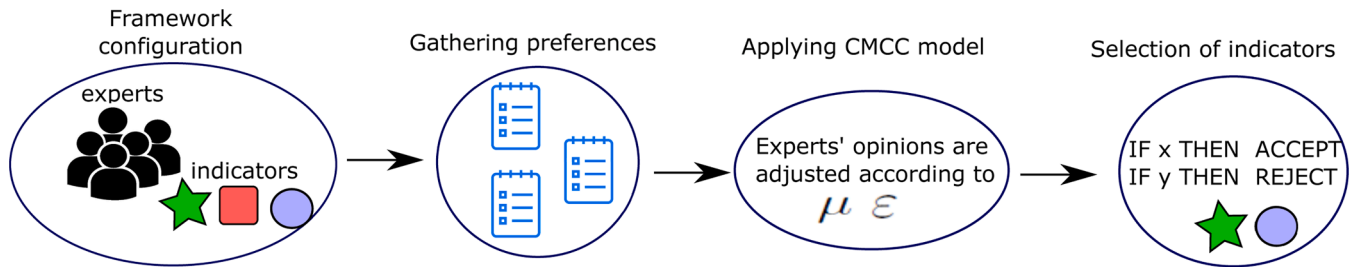 Framework
configuration
experts
indicators
Gathering preferences
Applying CMCC model
Experts' opinions are
adjusted according to
μ ε
Selection of indicators
IF x THEN ACCEPT
IF y THEN REJECT